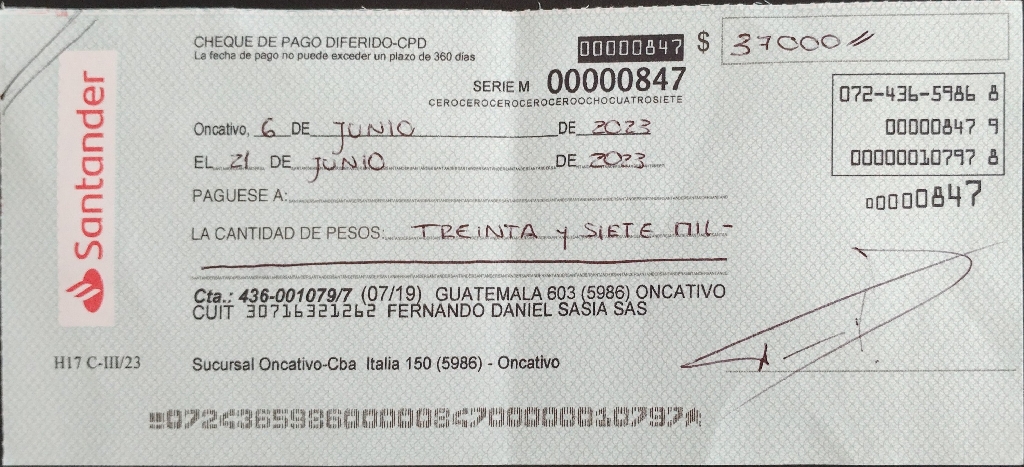 Santander
CHEQUE DE PAGO DIFERIDO-CPD
La fecha de pago no puede exceder un plazo de 360 días
00000847 $ 37000
SERIE M 00000847
CEROCEROCEROCEROCEROOCHOCUATROSIETE
072-436-5986 8
00000847 9
00000010797 8
00000847
Oncativo, 6 DE JUNIO DE 2023
EL 21 DE JUNIO DE 2023
PAGUESE A:
LA CANTIDAD DE PESOS: TREINTA y SIETE MIL-
Cta.: 436-001079/7 (07/19) GUATEMALA 603 (5986) ONCATIVO
CUIT 30716321262 FERNANDO DANIEL SASIA SAS
H17 C-III/23
Sucursal Oncativo-Cba Italia 150 (5986) - Oncativo
07243659860000084700000010797